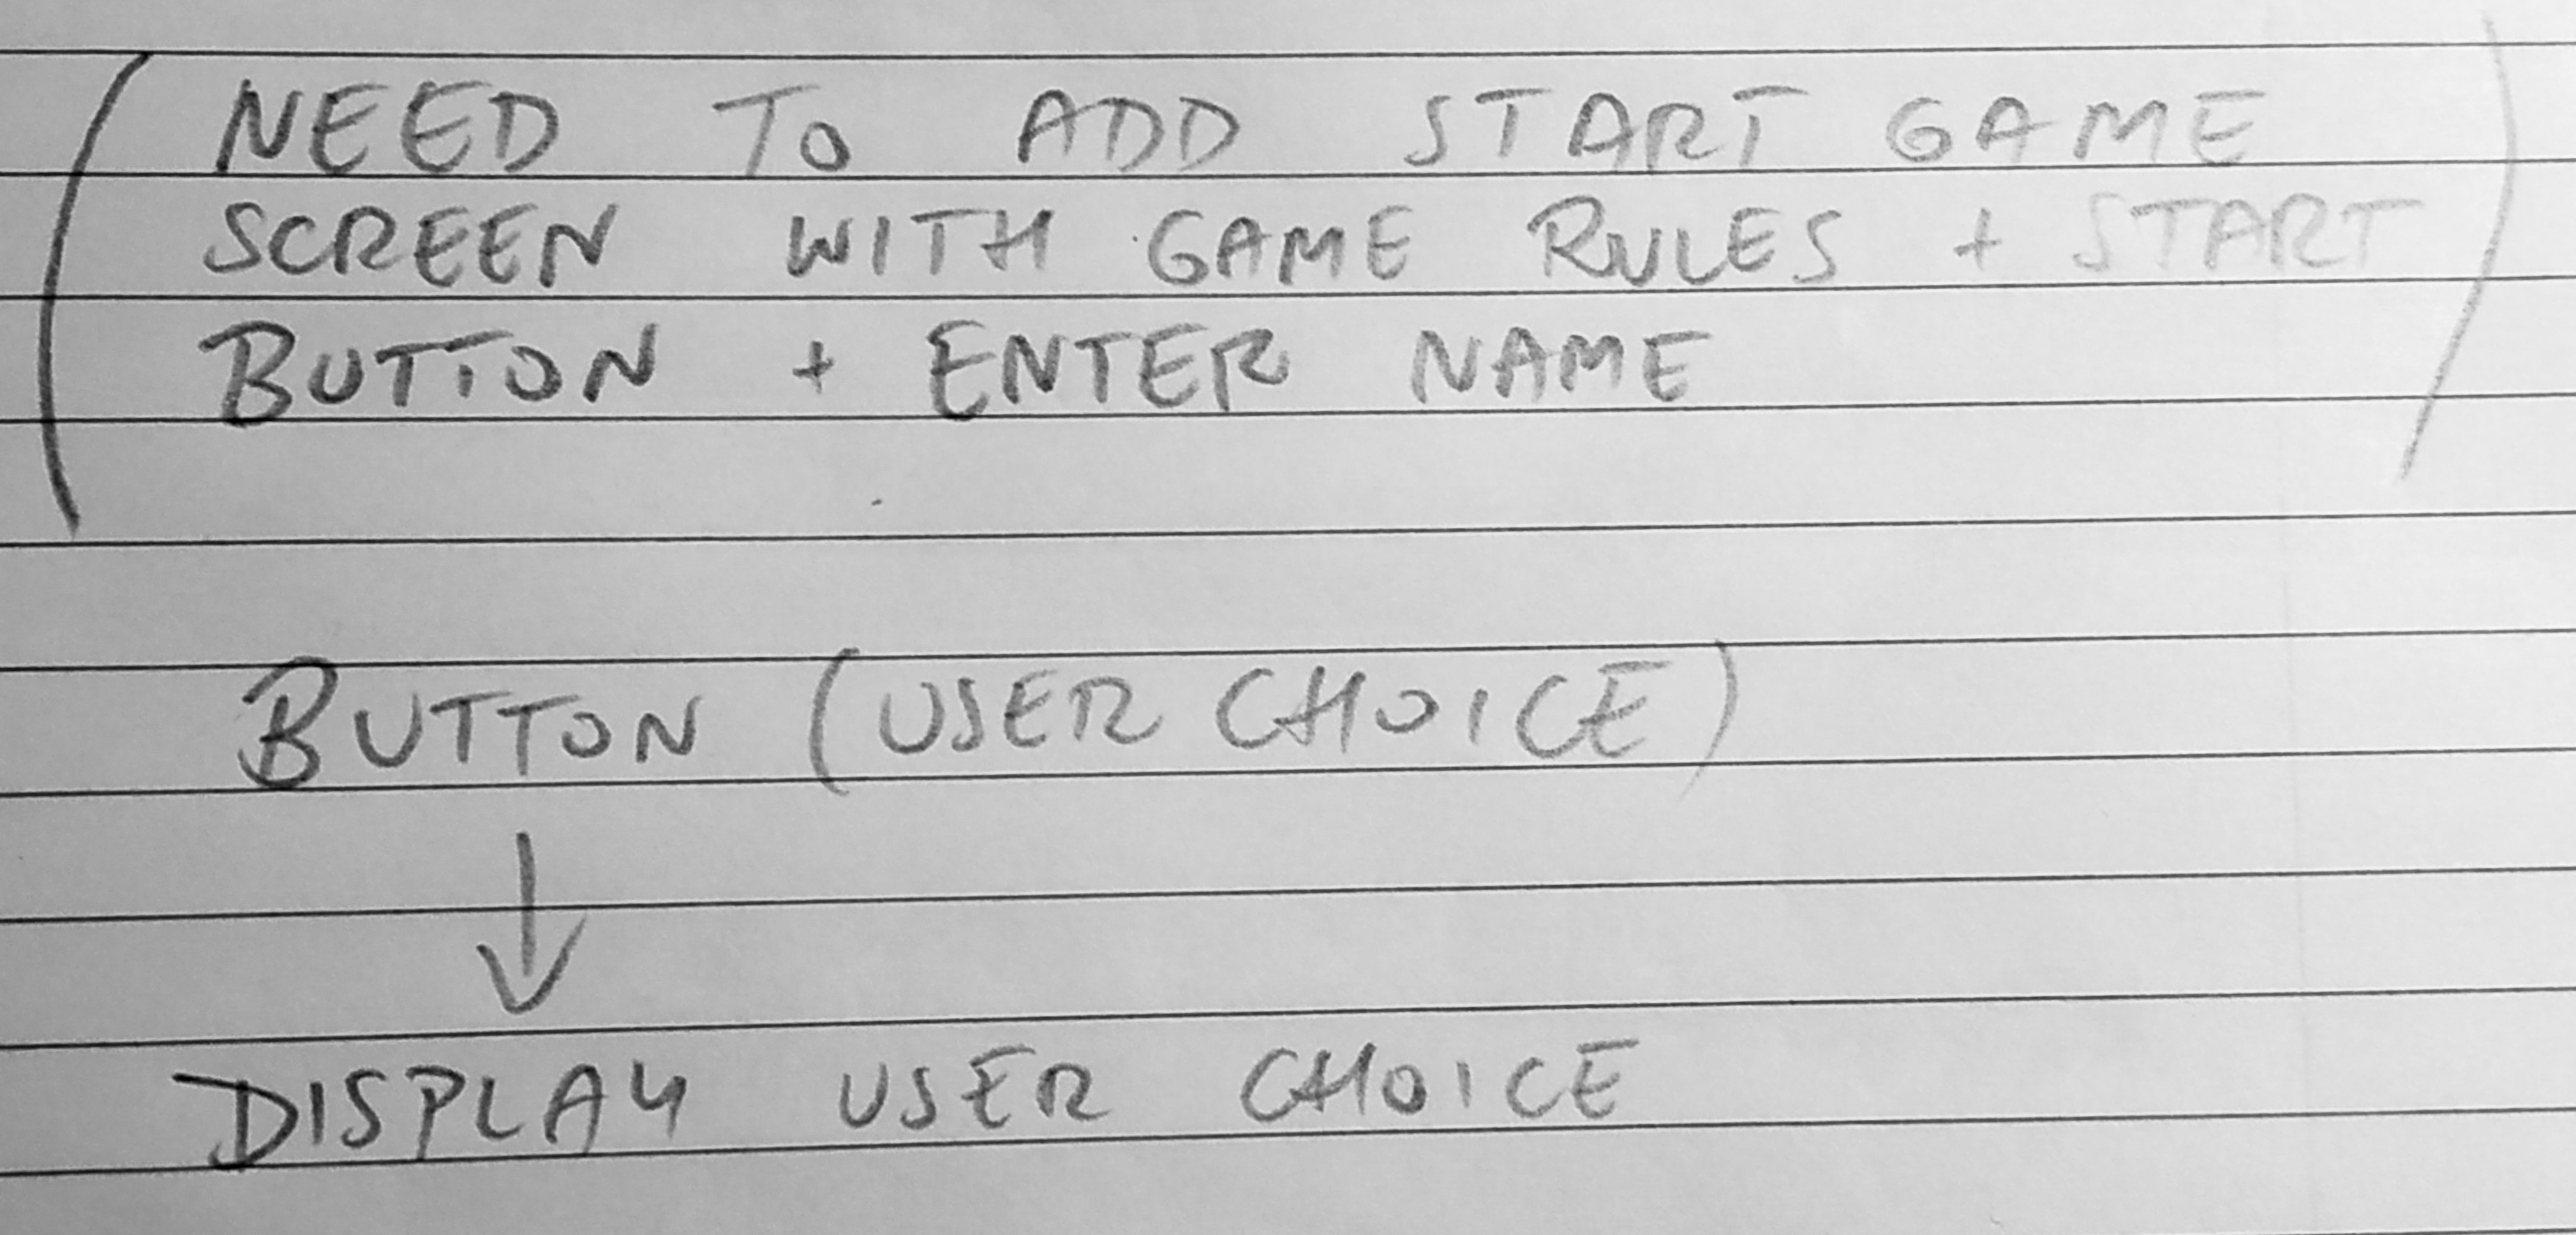 (NEED TO ADD START GAME
SCREEN WITH GAME RULES + START
BUTTON + ENTER NAME)
BUTTON (USER CHOICE)
↓
DISPLAY USER CHOICE